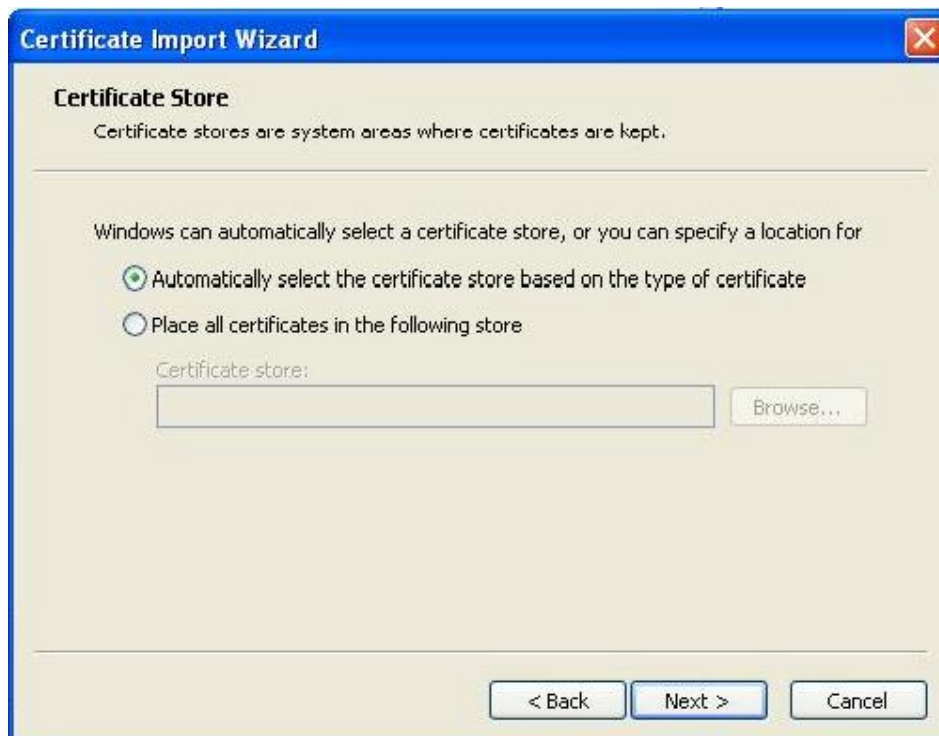 Certificate Import Wizard
Certificate Store
Certificate stores are system areas where certificates are kept.
Windows can automatically select a certificate store, or you can specify a location for
Automatically select the certificate store based on the type of certificate
Place all certificates in the following store
Certificate store:
Browse...
< Back Next > Cancel